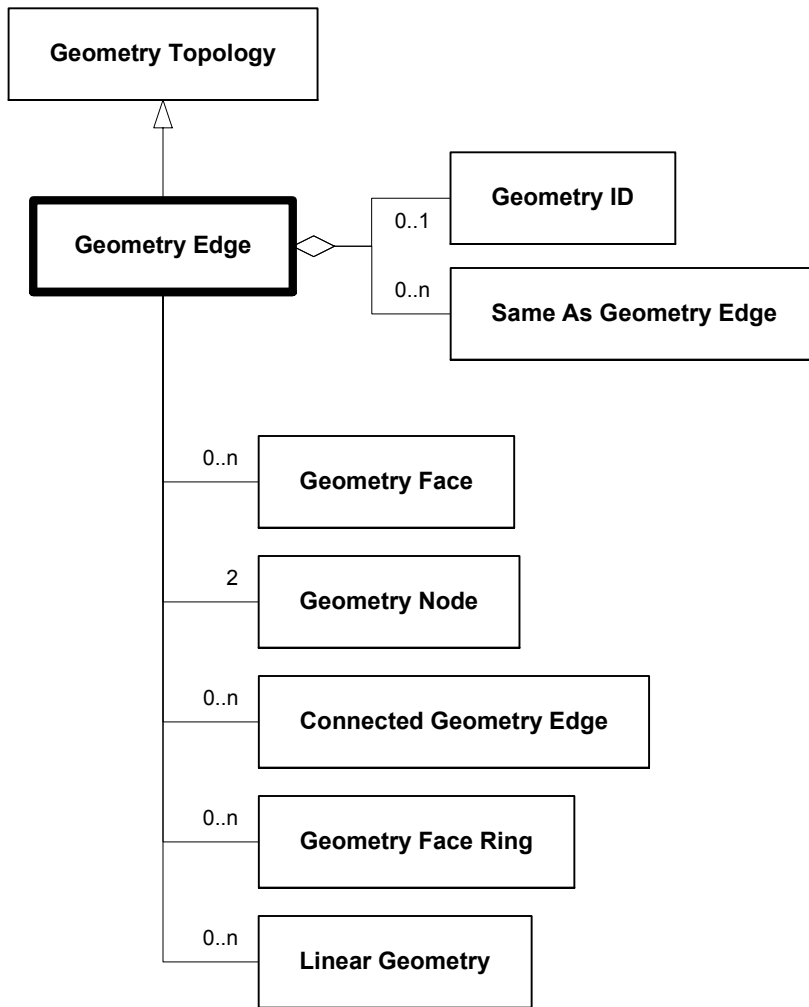 Geometry Topology
Geometry Edge
Geometry ID
0..1
0..n
Same As Geometry Edge
0..n
Geometry Face
2
Geometry Node
0..n
Connected Geometry Edge
0..n
Geometry Face Ring
0..n
Linear Geometry